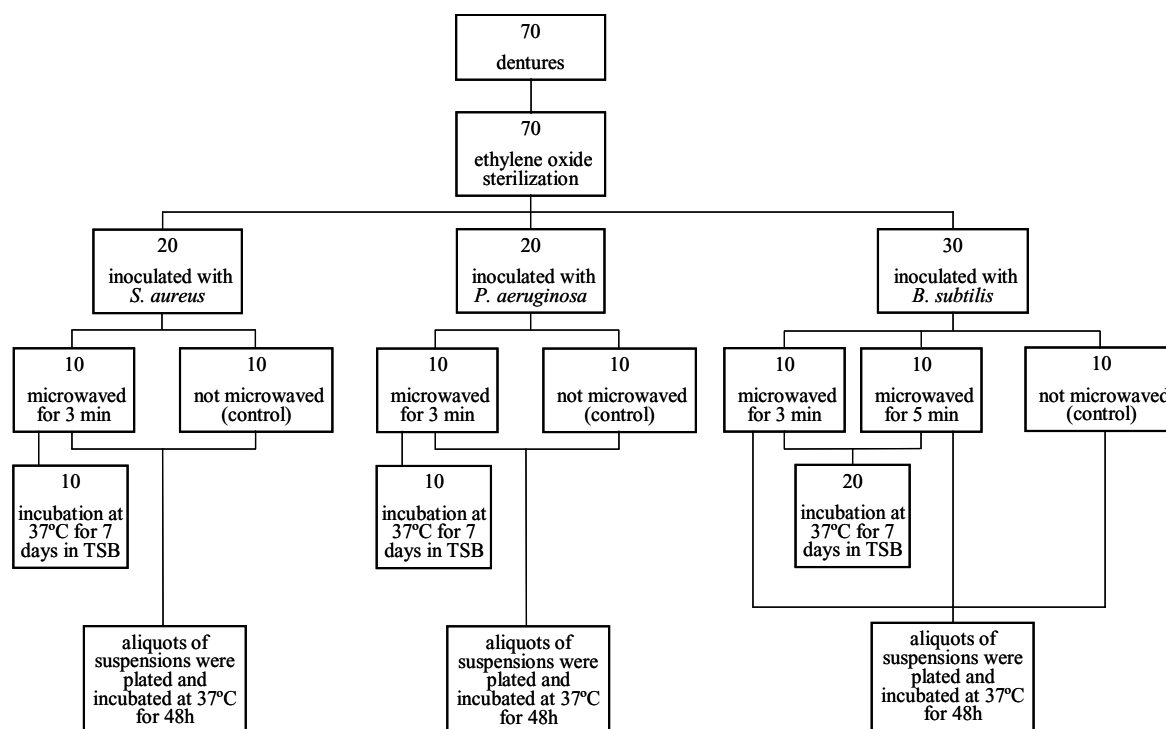 70
dentures
70
ethylene oxide
sterilization
20
inoculated with
S. aureus
20
inoculated with
P. aeruginosa
30
inoculated with
B. subtilis
10
microwaved
for 3 min
10
not microwaved
(control)
10
microwaved
for 3 min
10
not microwaved
(control)
10
microwaved
for 3 min
10
microwaved
for 5 min
10
not microwaved
(control)
10
incubation at
37ºC for 7
days in TSB
10
incubation at
37ºC for 7
days in TSB
20
incubation at
37ºC for 7
days in TSB
aliquots of
suspensions were
plated and
incubated at 37ºC
for 48h
aliquots of
suspensions were
plated and
incubated at 37ºC
for 48h
aliquots of
suspensions were
plated and
incubated at 37ºC
for 48h